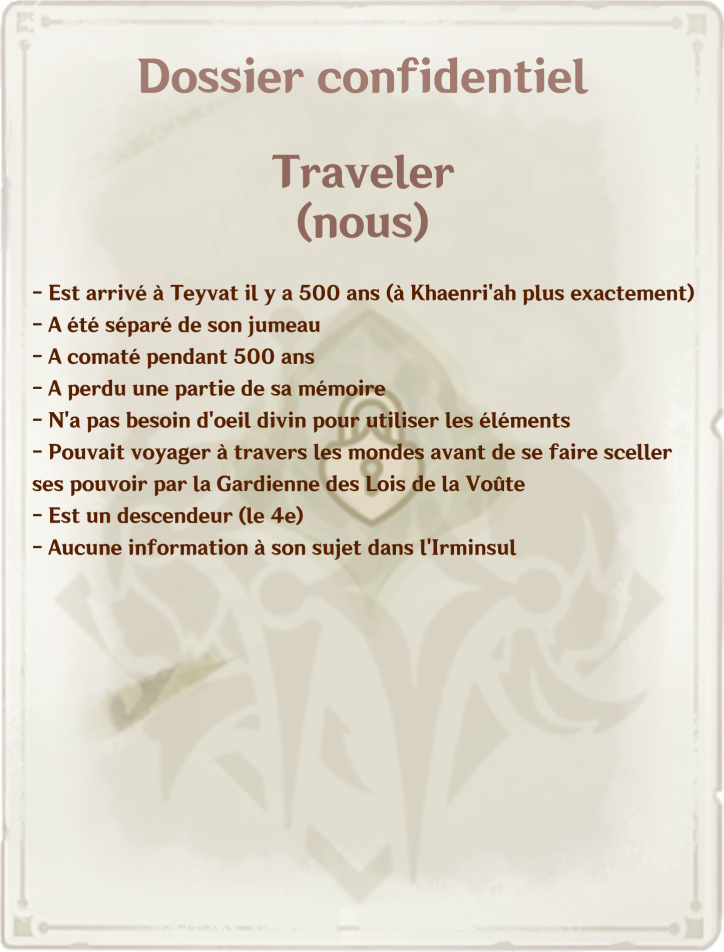 Dossier confidentiel
Traveler
(nous)
- Est arrivé à Teyvat il y a 500 ans (à Khaenri'ah plus exactement)
- A été séparé de son jumeau
- A comaté pendant 500 ans
- A perdu une partie de sa mémoire
- N'a pas besoin d'oeil divin pour utiliser les éléments
- Pouvait voyager à travers les mondes avant de se faire sceller
ses pouvoir par la Gardienne des Lois de la Voûte
- Est un descendeur (le 4e)
- Aucune information à son sujet dans l'Irminsul